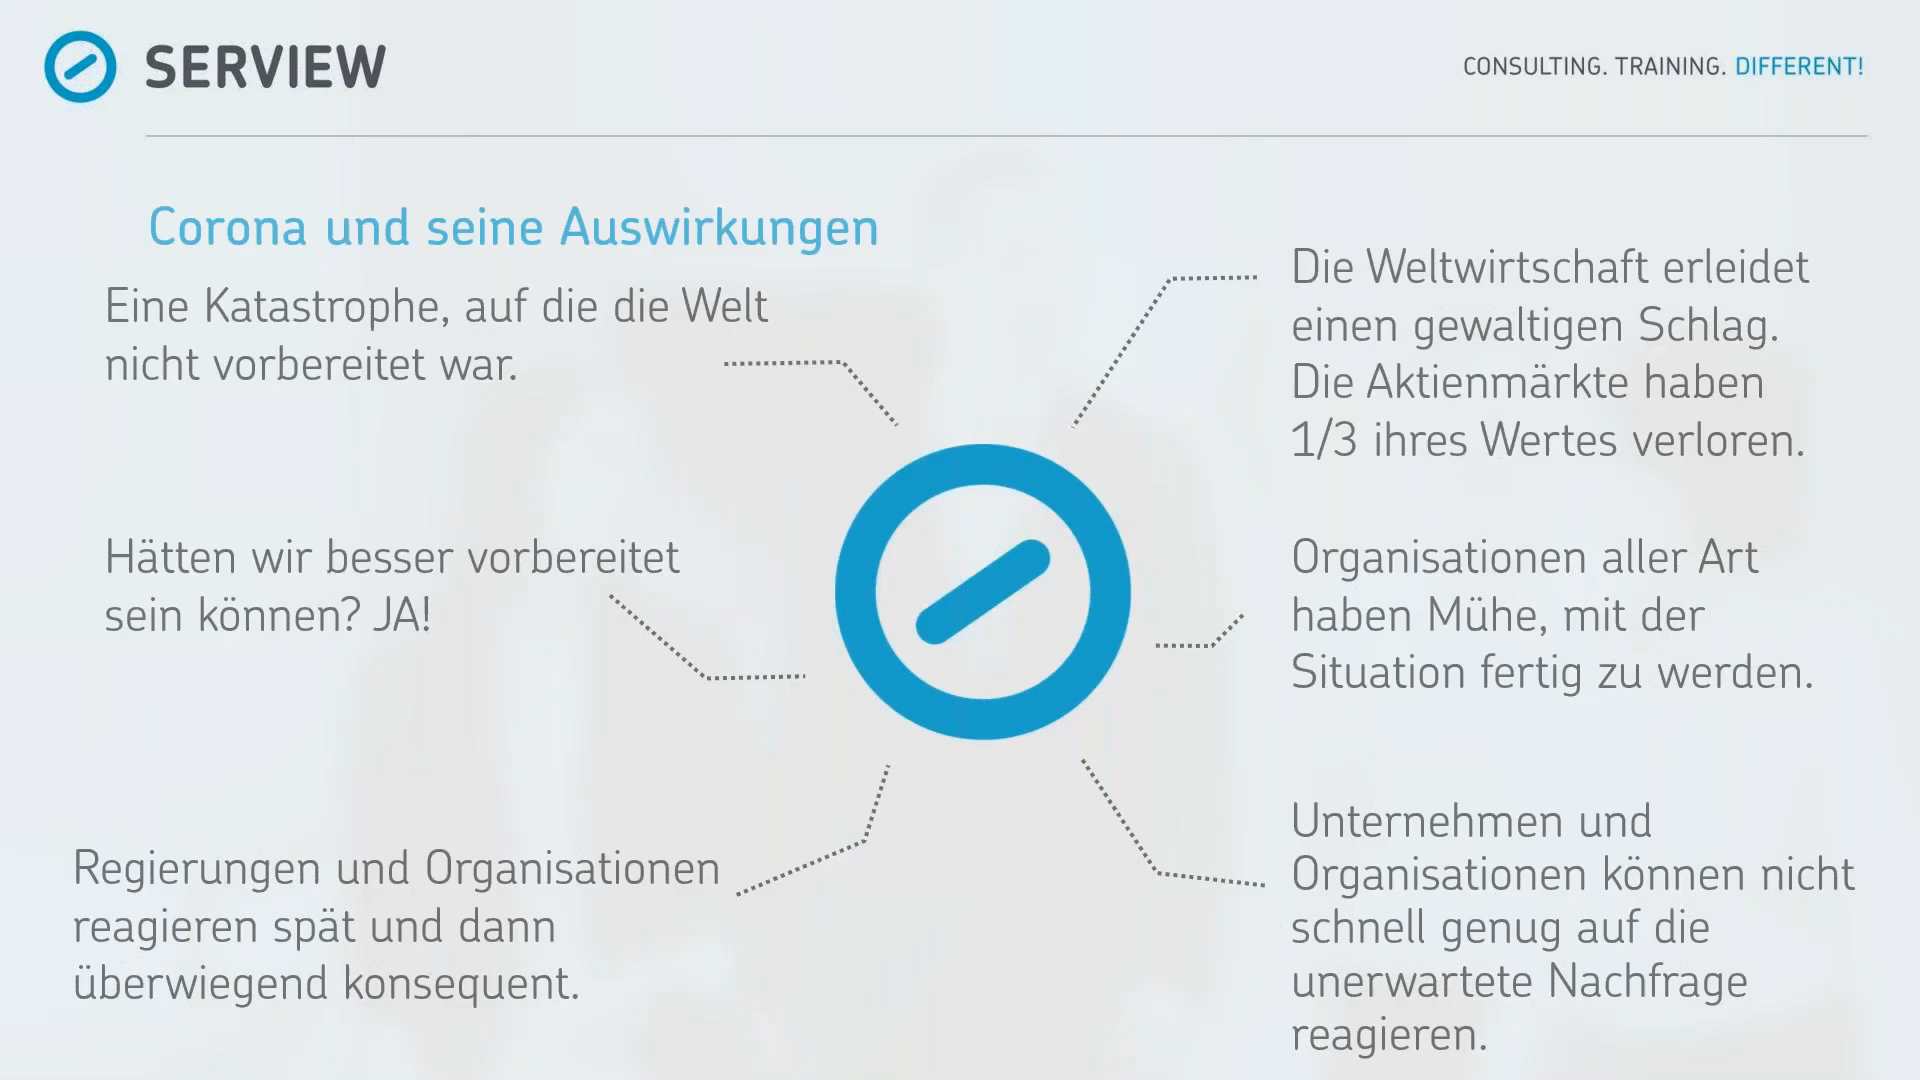 SERVIEW
CONSULTING. TRAINING. DIFFERENT!
Corona und seine Auswirkungen
Eine Katastrophe, auf die die Welt
nicht vorbereitet war.
Hätten wir besser vorbereitet
sein können? JA!
Regierungen und Organisationen
reagieren spät und dann
überwiegend konsequent.
Die Weltwirtschaft erleidet
einen gewaltigen Schlag.
Die Aktienmärkte haben
1/3 ihres Wertes verloren.
Organisationen aller Art
haben Mühe, mit der
Situation fertig zu werden.
Unternehmen und
Organisationen können nicht
schnell genug auf die
unerwartete Nachfrage
reagieren.